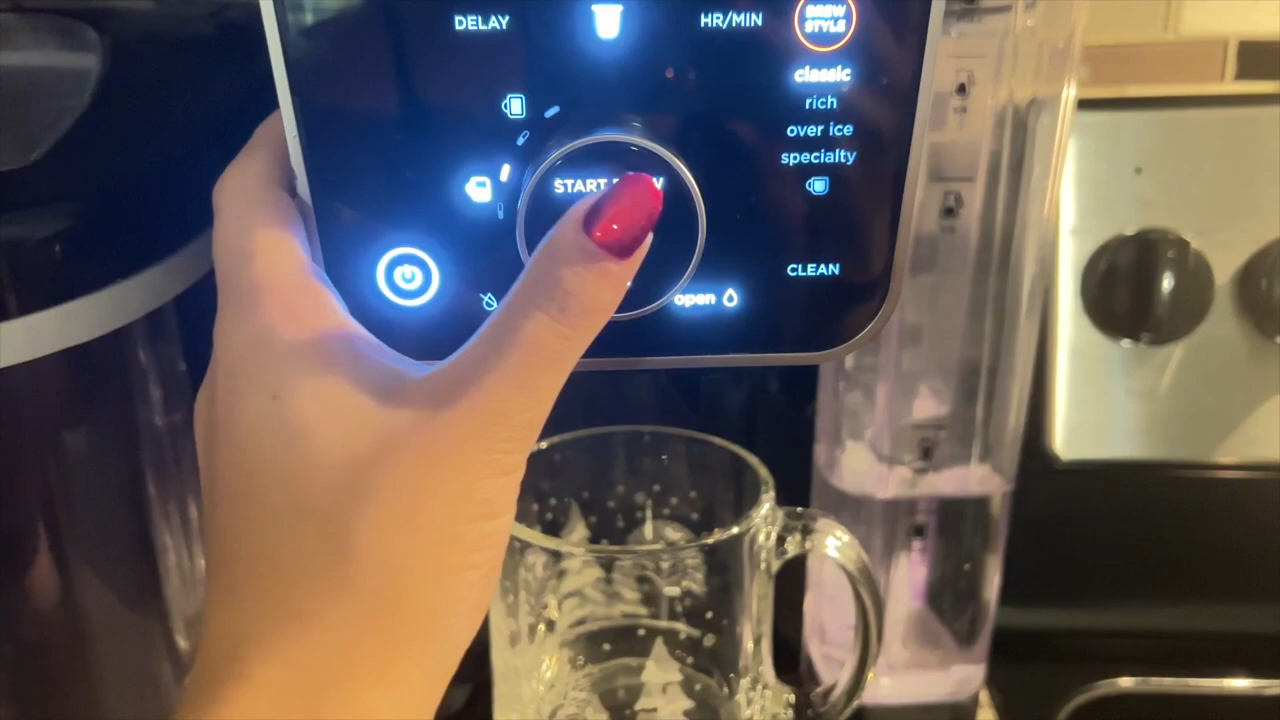 DELAY
HR/MIN
BREW
STYLE
classic
rich
over ice
specialty
START
CLEAN
open